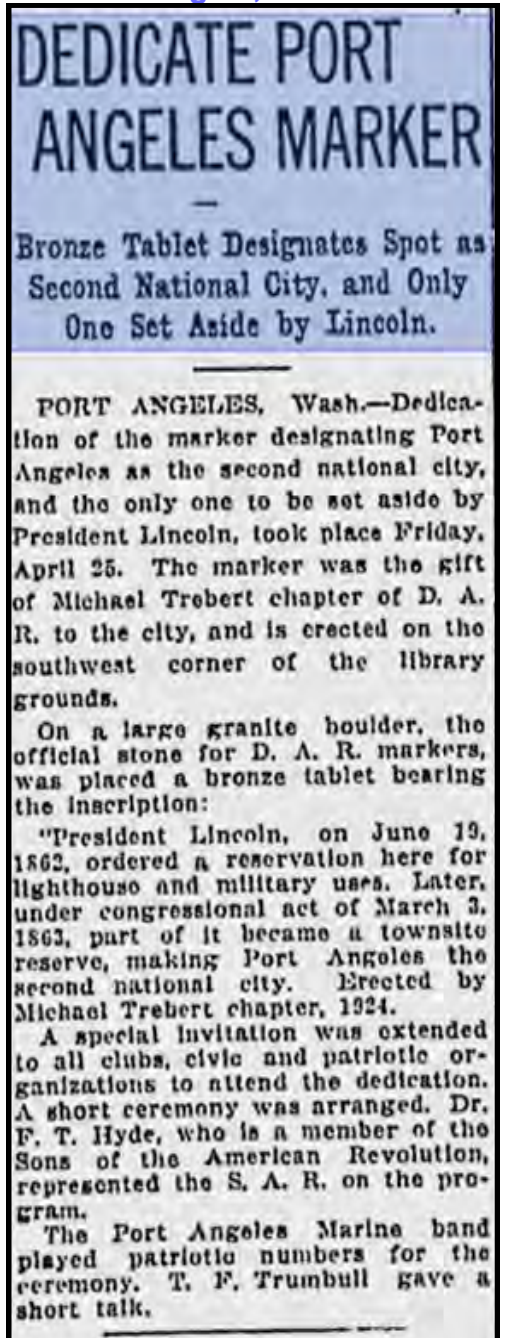 DEDICATE PORT
ANGELES MARKER
Bronze Tablet Designates Spot as
Second National City, and Only
One Set Aside by Lincoln.
PORT ANGELES, Wash.—Dedica-
tion of the marker designating Port
Angeles as the second national city,
and the only one to be set aside by
President Lincoln, took place Friday,
April 25. The marker was the gift
of Michael Trebert chapter of D. A.
R. to the city, and is erected on the
southwest corner of the library
grounds.
On a large granite boulder, the
official stone for D. A. R. markers,
was placed a bronze tablet bearing
the inscription:
"President Lincoln, on June 19,
1862, ordered a reservation here for
lighthouse and military uses. Later,
under congressional act of March 3,
1863, part of it became a townsite
reserve, making Port Angeles the
second national city. Erected by
Michael Trebert chapter, 1924.
A special invitation was extended
to all clubs, civic and patriotic or-
ganizations to attend the dedication.
A short ceremony was arranged. Dr.
F. T. Hyde, who is a member of the
Sons of the American Revolution,
represented the S. A. R. on the pro-
gram.
The Port Angeles Marine band
played patriotic numbers for the
ceremony. T. F. Trumbull gave a
short talk.